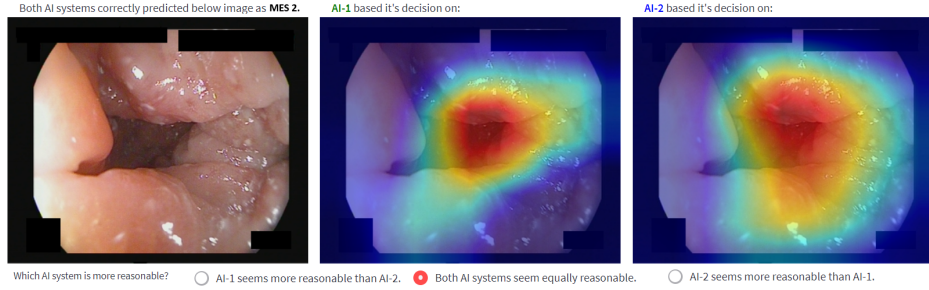 Both AI systems correctly predicted below image as MES 2.
AI-1 based it's decision on:
AI-2 based it's decision on:
Which AI system is more reasonable?
AI-1 seems more reasonable than AI-2.
Both AI systems seem equally reasonable.
AI-2 seems more reasonable than AI-1.